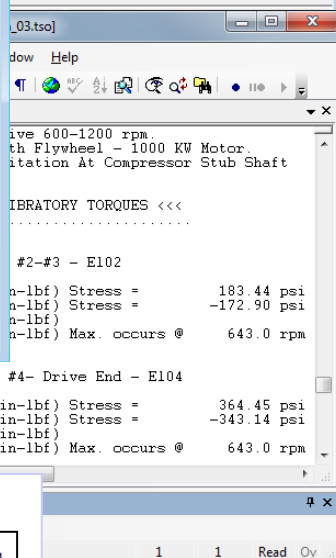 _03.tso]
dow Help
ive 600-1200 rpm.
th Flywheel - 1000 KW Motor.
itation At Compressor Stub Shaft
IBRATORY TORQUES <<<
.....................
#2-#3 - El02
n-lbf) Stress = 183.44 psi
n-lbf) Stress = -172.90 psi
n-lbf)
n-lbf) Max. occurs @ 643.0 rpm
#4- Drive End - El04
in-lbf) Stress = 364.45 psi
in-lbf) Stress = -343.14 psi
in-lbf)
in-lbf) Max. occurs @ 643.0 rpm
1 1 Read Ov